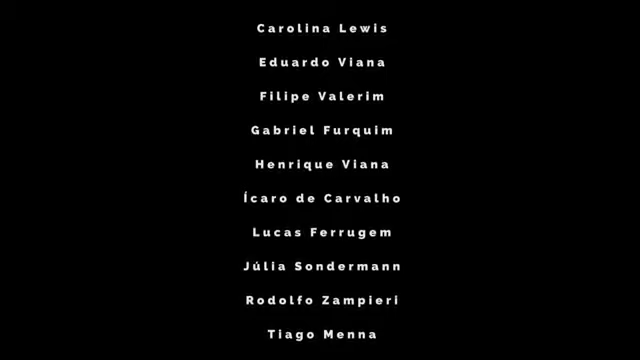 Carolina Lewis
Eduardo Viana
Filipe Valerim
Gabriel Furquim
Henrique Viana
Ícaro de Carvalho
Lucas Ferrugem
Júlia Sondermann
Rodolfo Zampieri
Tiago Menna